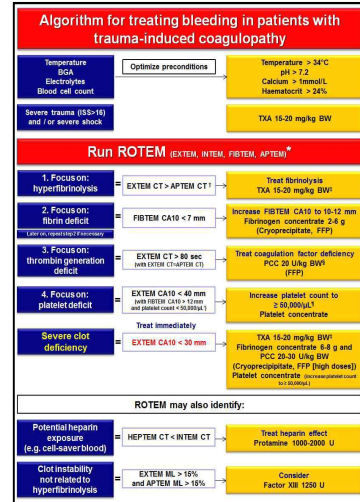 Algorithm for treating bleeding in patients with
trauma-induced coagulopathy
Temperature
BGA
Electrolytes
Blood cell count
Optimize preconditions
Temperature > 34°C
pH > 7.2
Calcium > 1mmol/L
Haematocrit > 24%
Severe trauma (ISS>16)
and / or severe shock
TXA 15-20 mg/kg BW
Run ROTEM (EXTEM, INTEM, FIBTEM, APTEM)*
1. Focus on:
hyperfibrinolysis
=
EXTEM CT > APTEM CT †
Treat fibrinolysis
TXA 15-20 mg/kg BW‡
2. Focus on:
fibrin deficit
Later on, repeat step 2 if necessary
=
FIBTEM CA10 < 7 mm
Increase FIBTEM CA10 to 10-12 mm
Fibrinogen concentrate 2-6 g
(Cryoprecipitate, FFP)
3. Focus on:
thrombin generation
deficit
=
EXTEM CT > 80 sec
(with EXTEM CT=APTEM CT)
Treat coagulation factor deficiency
PCC 20 U/kg BW§
(FFP)
4. Focus on:
platelet deficit
=
EXTEM CA10 < 40 mm
(with FIBTEM CA10 > 12 mm
and platelet count < 50,000/µL)
Increase platelet count to
≥ 50,000/µL¶
Platelet concentrate
Severe clot
deficiency
Treat immediately
=
EXTEM CA10 < 30 mm
TXA 15-20 mg/kg BW‡
Fibrinogen concentrate 6-8 g and
PCC 20-30 U/kg BW
(Cryopricipitate, FFP [high doses])
Platelet concentrate (increase platelet count
to ≥ 50,000/µL)
ROTEM may also identify:
Potential heparin
exposure
(e.g. cell-saver blood)
=
HEPTEM CT < INTEM CT
Treat heparin effect
Protamine 1000-2000 U
Clot instability
not related to
hyperfibrinolysis
=
EXTEM ML > 15%
and APTEM ML > 15%
Consider
Factor XIII 1250 U